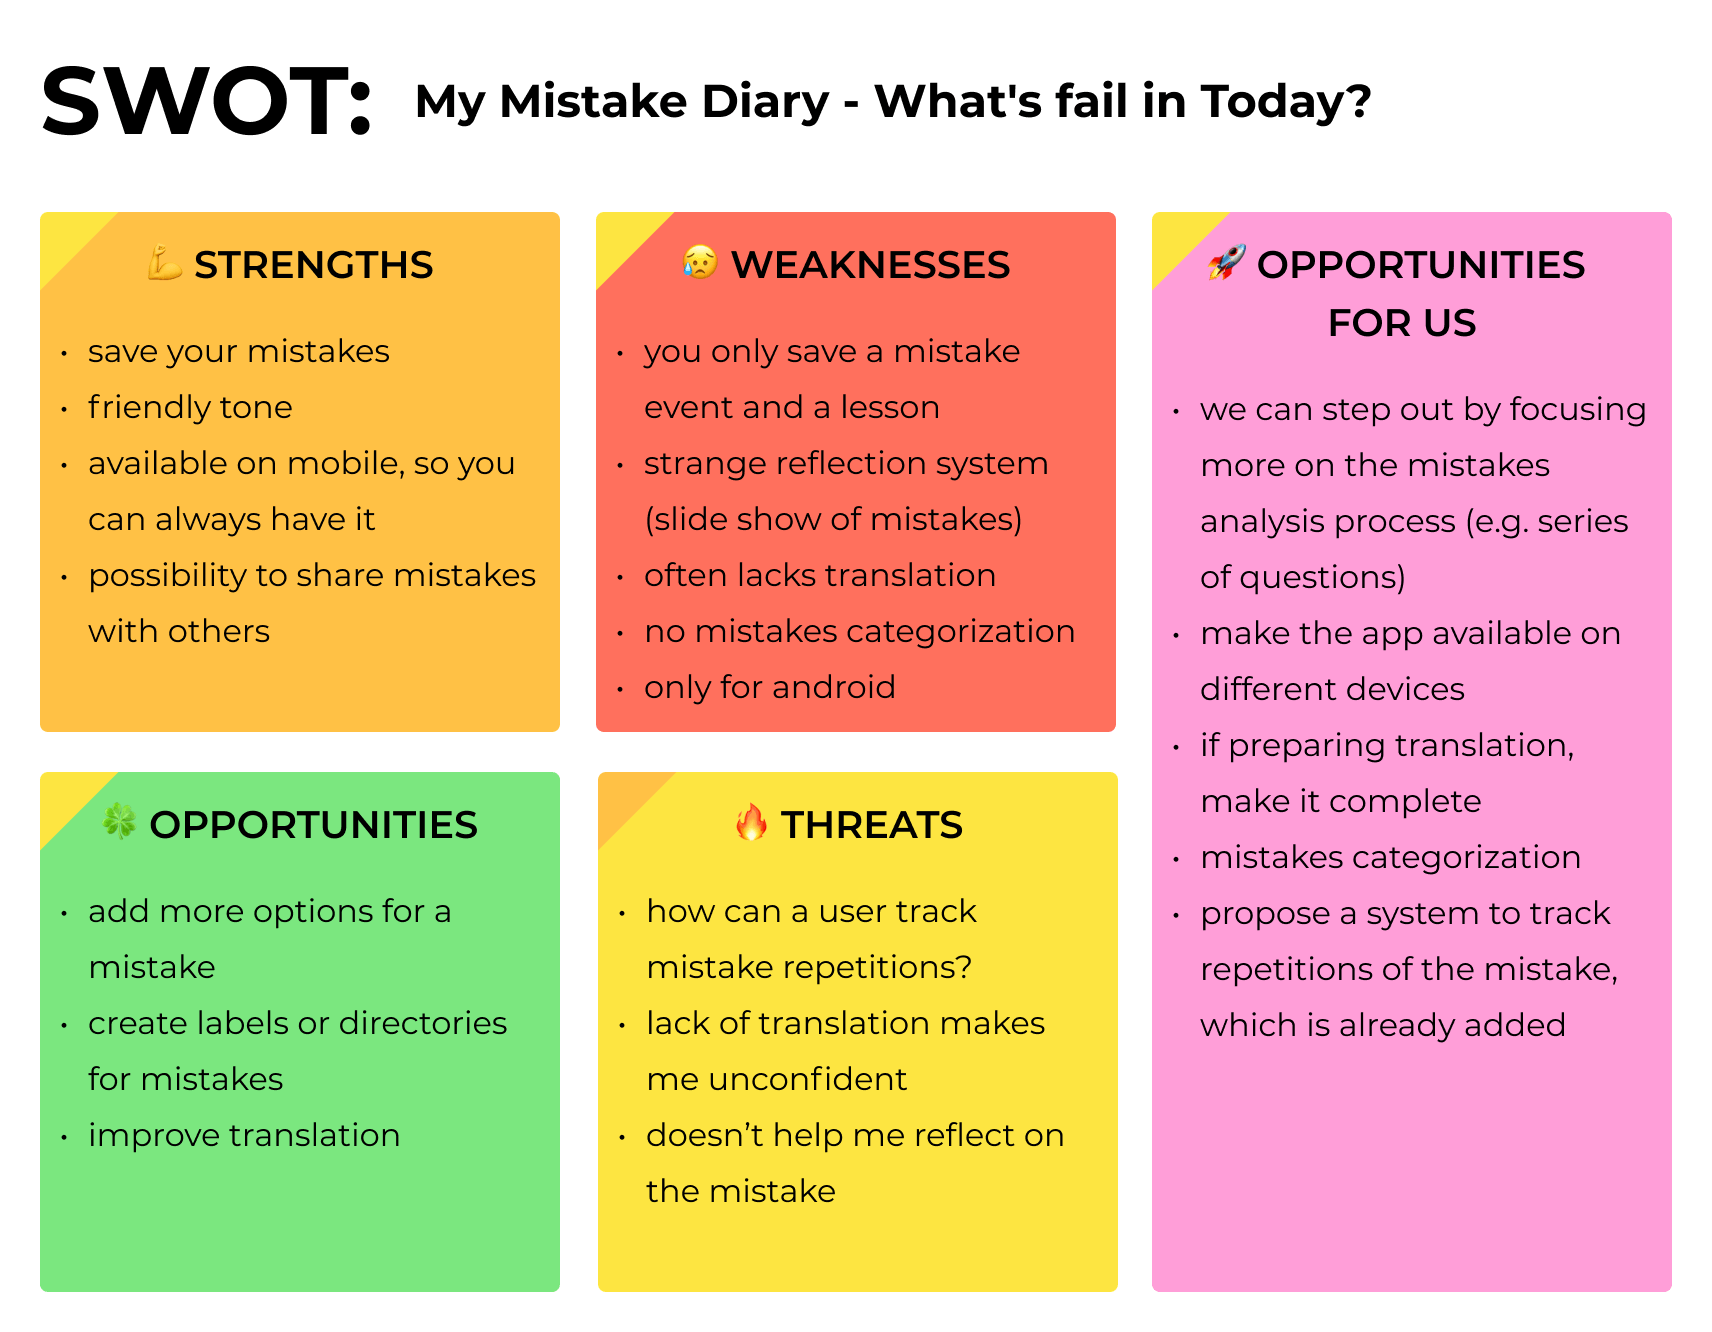 SWOT: My Mistake Diary - What's fail in Today?
💪 STRENGTHS
• save your mistakes
• friendly tone
• available on mobile, so you
can always have it
• possibility to share mistakes
with others
😥 WEAKNESSES
• you only save a mistake
event and a lesson
• strange reflection system
(slide show of mistakes)
• often lacks translation
• no mistakes categorization
• only for android
🚀 OPPORTUNITIES
FOR US
• we can step out by focusing
more on the mistakes
analysis process (e.g. series
of questions)
• make the app available on
different devices
• if preparing translation,
make it complete
• mistakes categorization
• propose a system to track
repetitions of the mistake,
which is already added
🍀 OPPORTUNITIES
• add more options for a
mistake
• create labels or directories
for mistakes
• improve translation
🔥 THREATS
• how can a user track
mistake repetitions?
• lack of translation makes
me unconfident
• doesn’t help me reflect on
the mistake